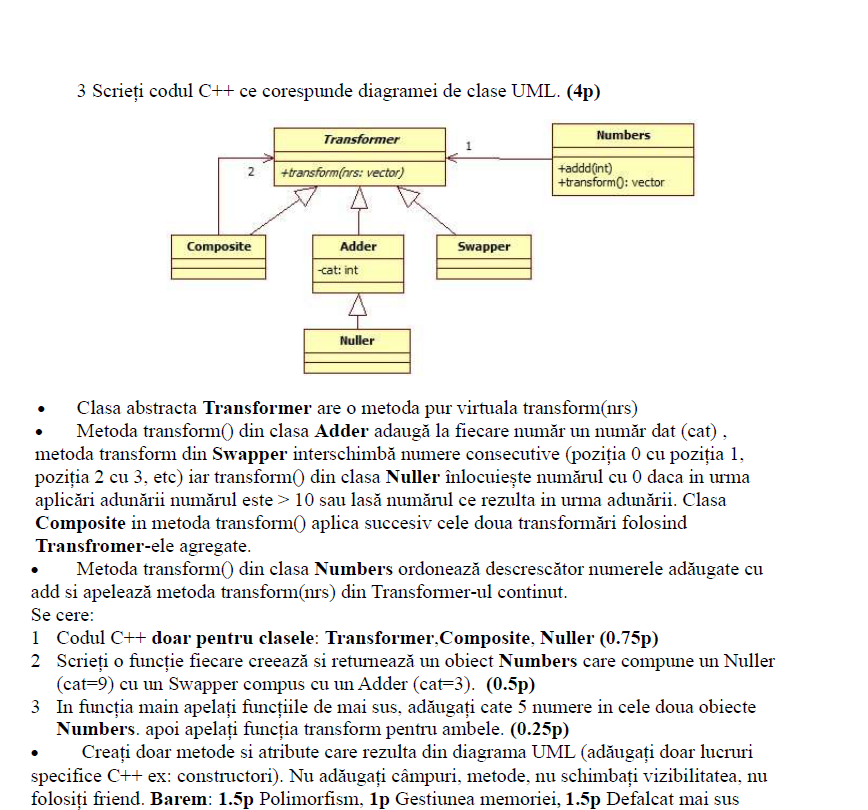 3 Scrieți codul C++ ce corespunde diagramei de clase UML. (4p)
Transformer
+transform(nrs: vector)
2
1
Numbers
+addd(int)
+transform(): vector
Composite
Adder
-cat: int
Swapper
Nuller
• Clasa abstracta Transformer are o metoda pur virtuala transform(nrs)
• Metoda transform() din clasa Adder adaugă la fiecare număr un număr dat (cat) ,
metoda transform din Swapper interschimbă numere consecutive (poziția 0 cu poziția 1,
poziția 2 cu 3, etc) iar transform() din clasa Nuller înlocuiește numărul cu 0 daca in urma
aplicări adunării numărul este > 10 sau lasă numărul ce rezulta in urma adunării. Clasa
Composite in metoda transform() aplica succesiv cele doua transformări folosind
Transfromer-ele agregate.
• Metoda transform() din clasa Numbers ordonează descrescător numerele adăugate cu
add si apelează metoda transform(nrs) din Transformer-ul continut.
Se cere:
1 Codul C++ doar pentru clasele: Transformer,Composite, Nuller (0.75p)
2 Scrieți o funcție fiecare creează si returnează un obiect Numbers care compune un Nuller
(cat=9) cu un Swapper compus cu un Adder (cat=3). (0.5p)
3 In funcția main apelați funcțiile de mai sus, adăugați cate 5 numere in cele doua obiecte
Numbers. apoi apelați funcția transform pentru ambele. (0.25p)
• Creați doar metode si atribute care rezulta din diagrama UML (adăugați doar lucruri
specifice C++ ex: constructori). Nu adăugați câmpuri, metode, nu schimbați vizibilitatea, nu
folosiți friend. Barem: 1.5p Polimorfism, 1p Gestiunea memoriei, 1.5p Defalcat mai sus